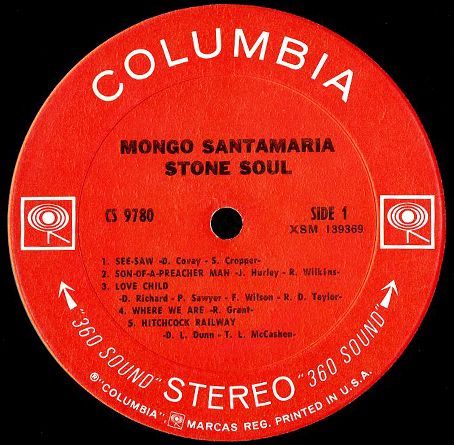 COLUMBIA
MONGO SANTAMARIA
STONE SOUL
CS 9780
SIDE 1
XSM 139369
1. SEE-SAW -D. Covay - S. Cropper-
2. SON-OF-A-PREACHER MAN -J. Hurley - R. Wilkins-
3. LOVE CHILD
-D. Richard - P. Sawyer - F. Wilson - R. D. Taylor-
4. WHERE WE ARE -R. Grant-
5. HITCHCOCK RAILWAY
-D. L. Dunn - T. L. McCashen-
"360 SOUND" STEREO "360 SOUND"
℗"COLUMBIA", MARCAS REG. PRINTED IN U.S.A.